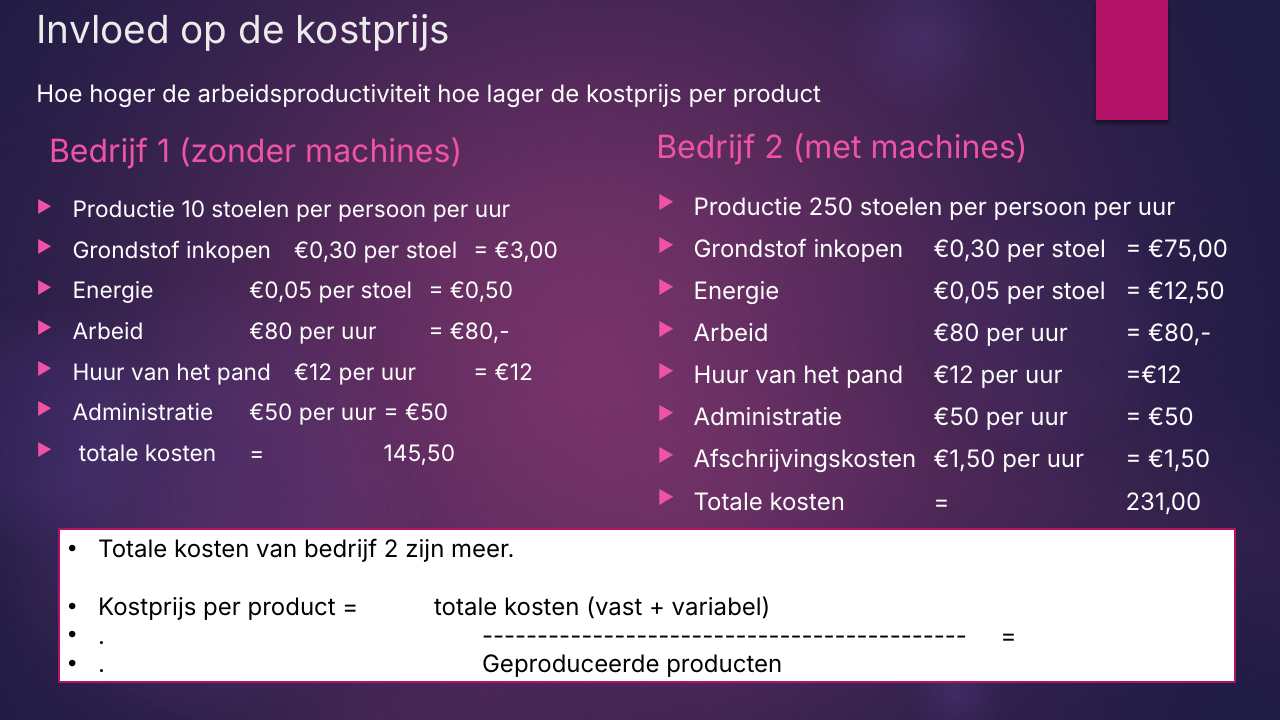 Invloed op de kostprijs
Hoe hoger de arbeidsproductiviteit hoe lager de kostprijs per product
Bedrijf 1 (zonder machines)
Productie 10 stoelen per persoon per uur
Grondstof inkopen €0,30 per stoel = €3,00
Energie €0,05 per stoel = €0,50
Arbeid €80 per uur = €80,-
Huur van het pand €12 per uur = €12
Administratie €50 per uur = €50
totale kosten = 145,50
Bedrijf 2 (met machines)
Productie 250 stoelen per persoon per uur
Grondstof inkopen €0,30 per stoel = €75,00
Energie €0,05 per stoel = €12,50
Arbeid €80 per uur = €80,-
Huur van het pand €12 per uur =€12
Administratie €50 per uur = €50
Afschrijvingskosten €1,50 per uur = €1,50
Totale kosten = 231,00
• Totale kosten van bedrijf 2 zijn meer.
• Kostprijs per product = totale kosten (vast + variabel)
• . -------------------------------------------- =
• . Geproduceerde producten